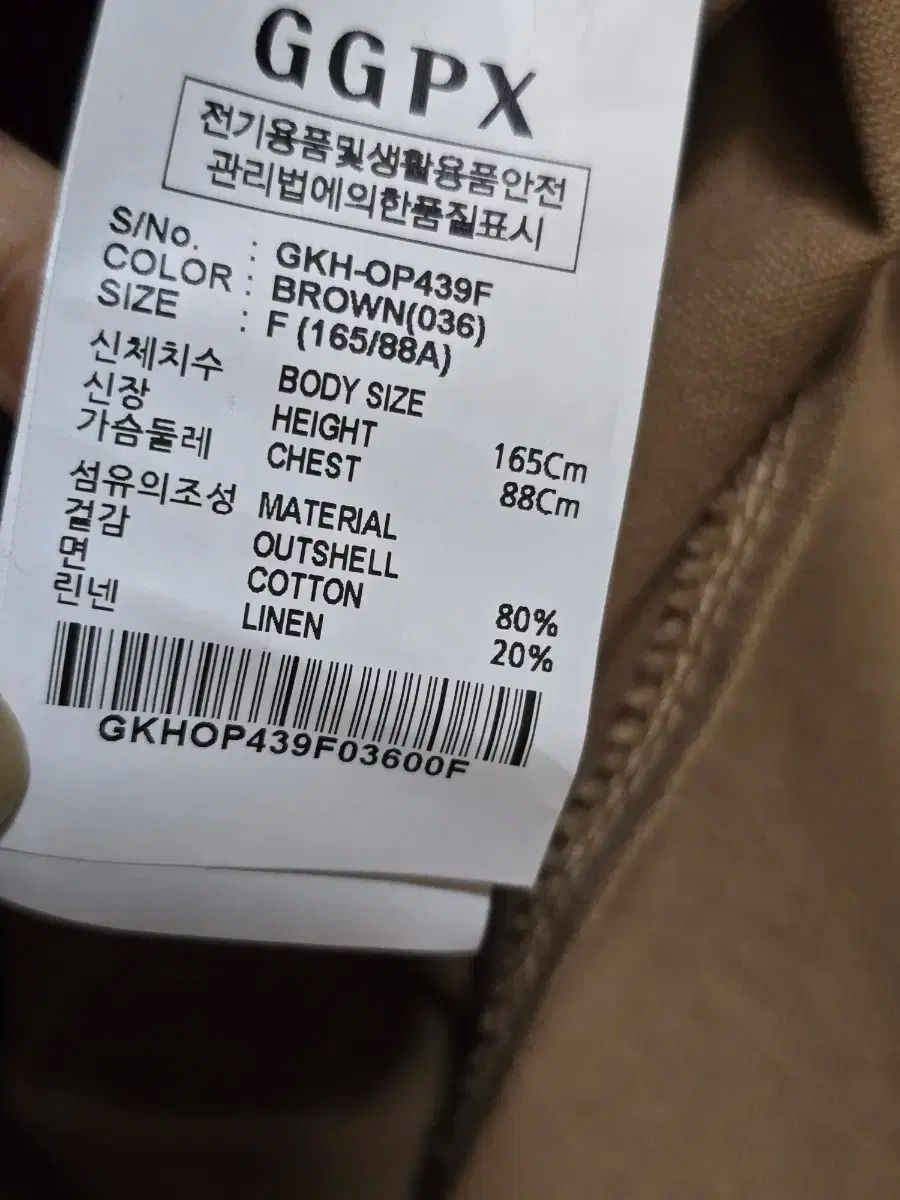 GGPX
전기용품및생활용품안전
관리법에의한품질표시
S/No. : GKH-OP439F
COLOR : BROWN(036)
SIZE : F (165/88A)
신체치수 BODY SIZE
신장 HEIGHT 165Cm
가슴둘레 CHEST 88Cm
섬유의조성 MATERIAL
겉감 OUTSHELL
면 COTTON 80%
린넨 LINEN 20%
GKHOP439F03600F